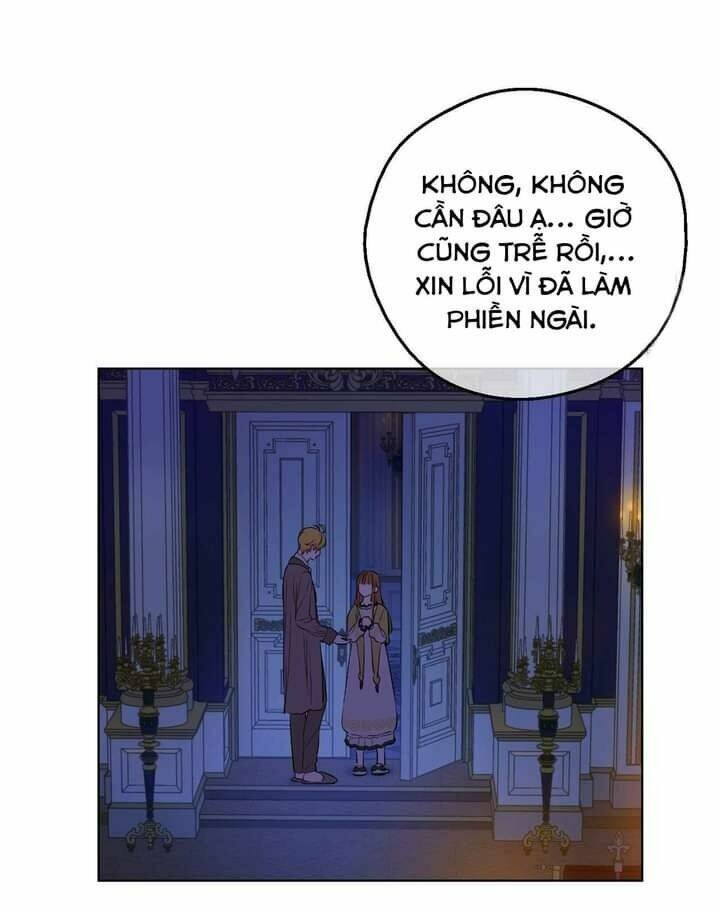 KHÔNG, KHÔNG
CẦN ĐÂU Ạ... GIỜ
CŨNG TRỄ RỒI,...
XIN LỖI VÌ ĐÃ LÀM
PHIỀN NGÀI.